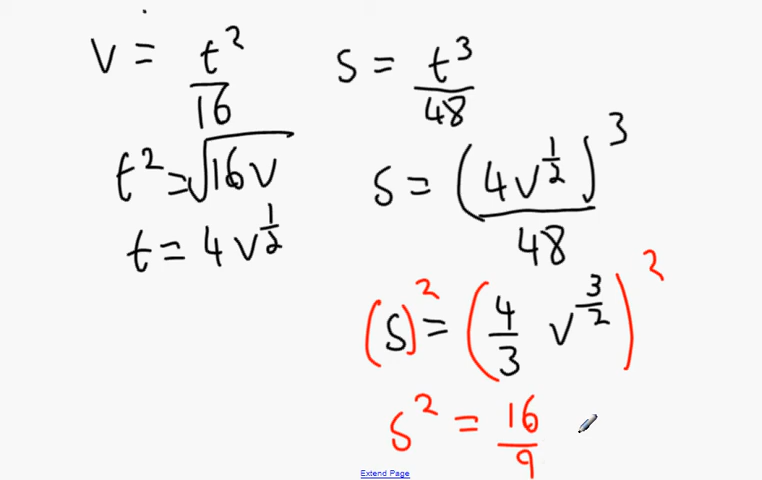 v = t²/16
t² = √16v
t = 4v^(1/2)
s = t³/48
s = (4v^(1/2))³/48
(s)² = (4/3 v^(3/2))²
s² = 16/9
Extend Page